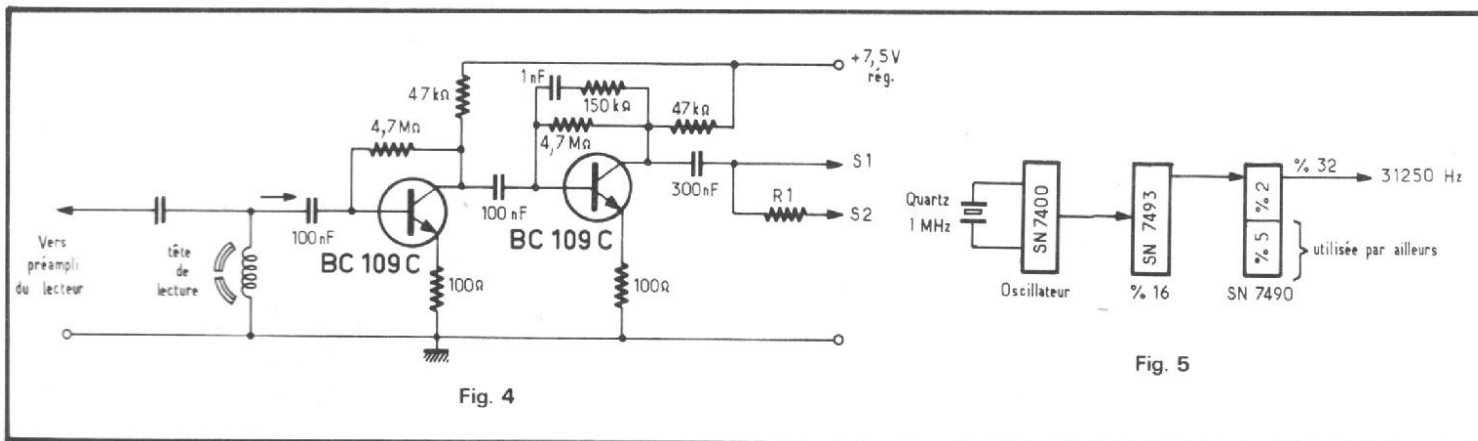 +7,5V
rég.
1nF
150kΩ
47kΩ
47kΩ
4,7MΩ
4,7MΩ
S1
300nF
R1
S2
100nF
100nF
BC 109 C
BC 109 C
Vers
préampli.
du lecteur
tête
de
lecture
100Ω
100Ω
Fig. 4
Quartz
1 MHz
SN 7400
Oscillateur
SN 7493
% 16
% 2
% 5
SN 7490
% 32
31250 Hz
utilisée par ailleurs
Fig. 5